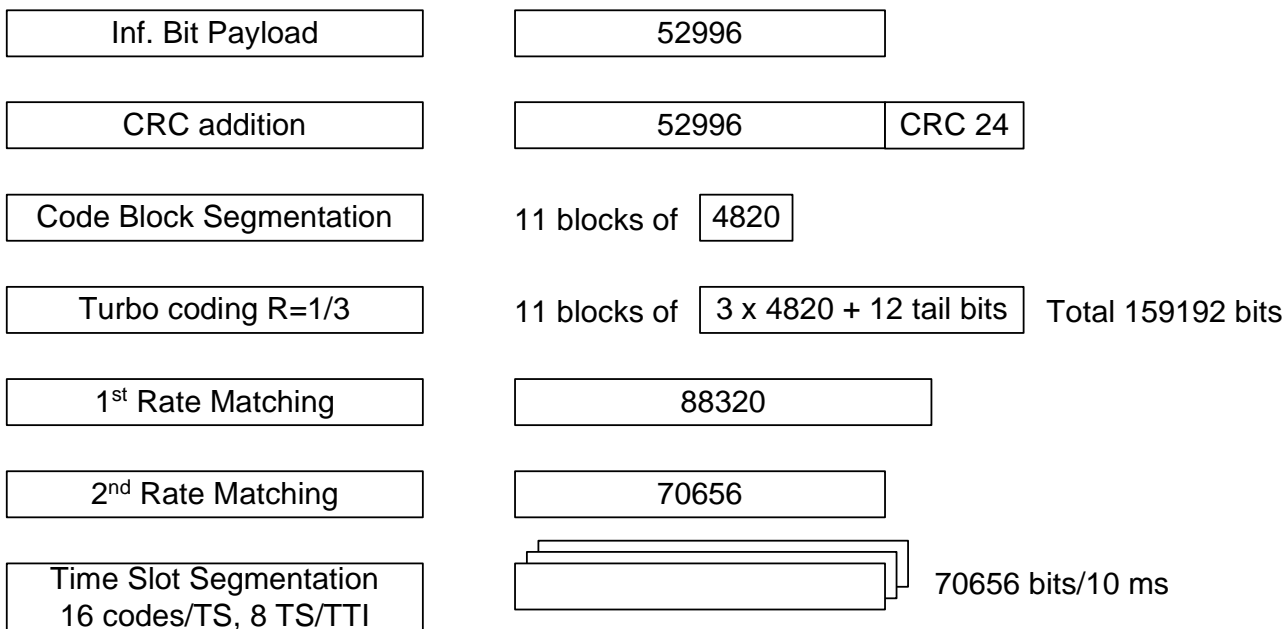 Inf. Bit Payload 52996
CRC addition 52996 CRC 24
Code Block Segmentation 11 blocks of 4820
Turbo coding R=1/3 11 blocks of 3 x 4820 + 12 tail bits Total 159192 bits
1st Rate Matching 88320
2nd Rate Matching 70656
Time Slot Segmentation
16 codes/TS, 8 TS/TTI
70656 bits/10 ms